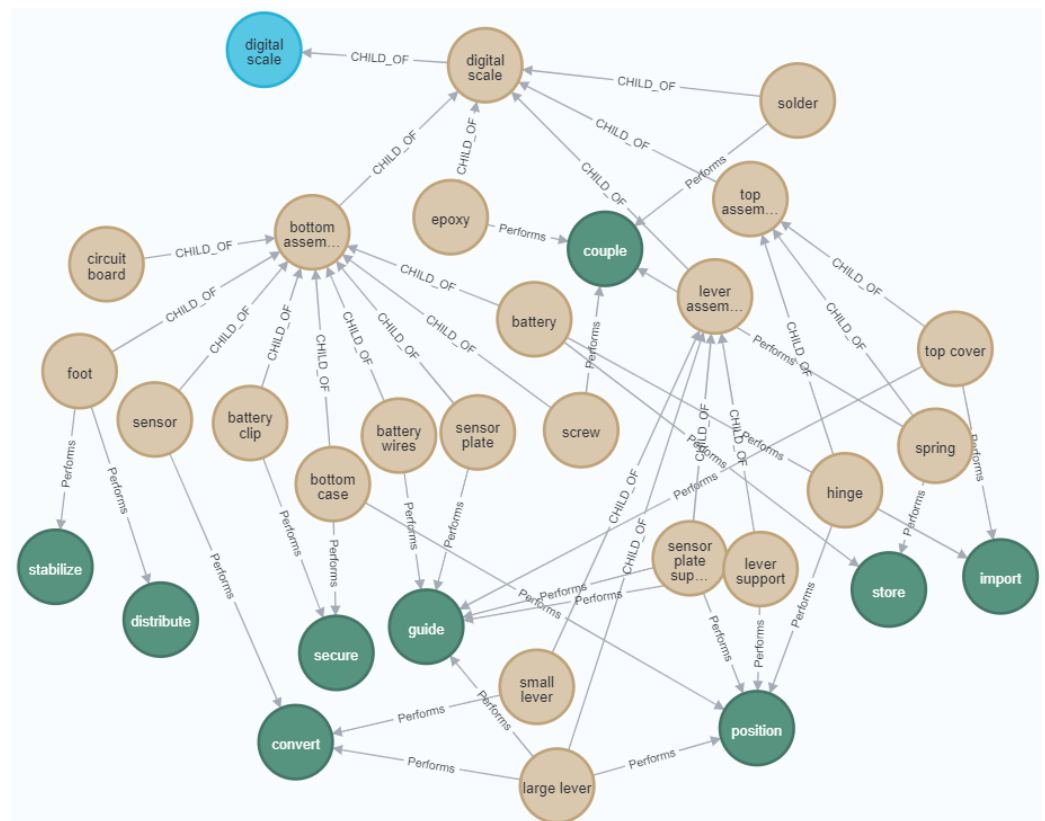 digital
scale
CHILD_OF
digital
scale
CHILD_OF
solder
CHILD_OF
CHILD_OF
CHILD_OF
CHILD_OF
Performs
top
assem…
epoxy
Performs
bottom
assem…
couple
circuit
board
CHILD_OF
CHILD_OF
CHILD_OF
CHILD_OF
lever
assem…
battery
CHILD_OF
CHILD_OF
foot
CHILD_OF
CHILD_OF
CHILD_OF
CHILD_OF
CHILD_OF
CHILD_OF
Performs
Performs
CHILD_OF
top cover
sensor
battery
clip
battery
wires
sensor
plate
screw
spring
Performs
Performs
Performs
Performs
bottom
case
CHILD_OF
CHILD_OF
hinge
Performs
Performs
Performs
Performs
Performs
Performs
Performs
Performs
CHILD_OF
CHILD_OF
stabilize
distribute
secure
guide
sensor
plate
sup…
lever
support
store
import
Performs
Performs
Performs
Performs
Performs
Performs
Performs
small
lever
convert
Performs
Performs
position
Performs
Performs
large lever